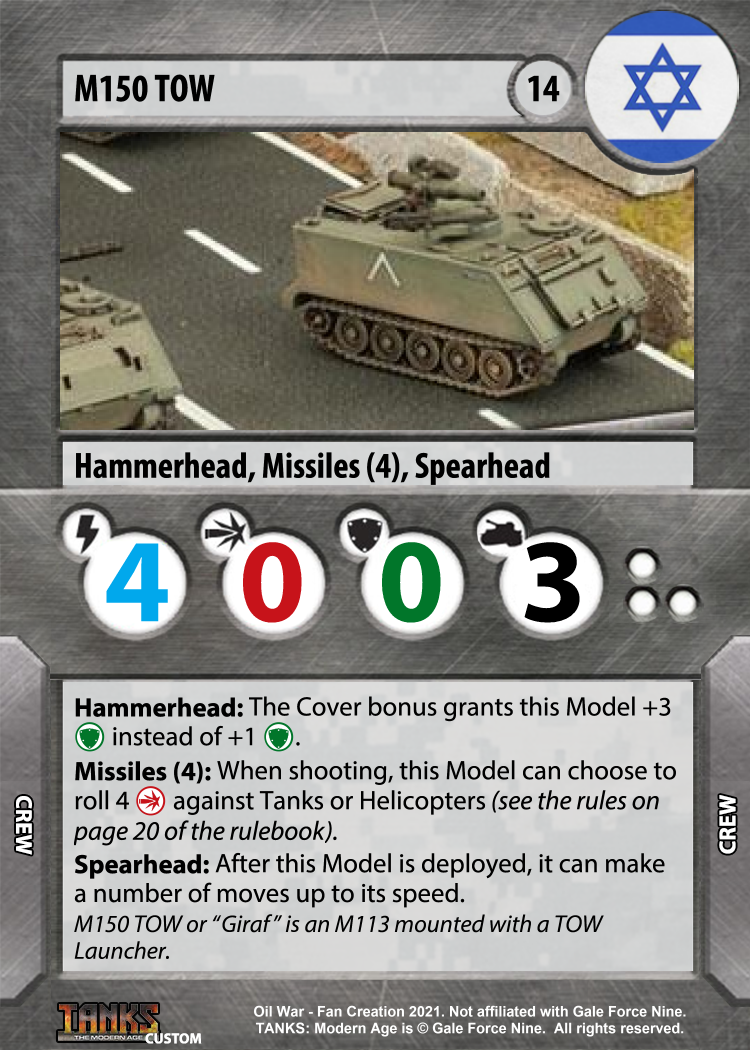 M150 TOW
14
Hammerhead, Missiles (4), Spearhead
4 0 0 3
Hammerhead: The Cover bonus grants this Model +3
instead of +1 .
Missiles (4): When shooting, this Model can choose to
roll 4 against Tanks or Helicopters (see the rules on
page 20 of the rulebook).
Spearhead: After this Model is deployed, it can make
a number of moves up to its speed.
M150 TOW or “Giraf” is an M113 mounted with a TOW
Launcher.
CREW
CREW
TANKS
THE MODERN AGE
CUSTOM
Oil War - Fan Creation 2021. Not affiliated with Gale Force Nine.
TANKS: Modern Age is © Gale Force Nine. All rights reserved.